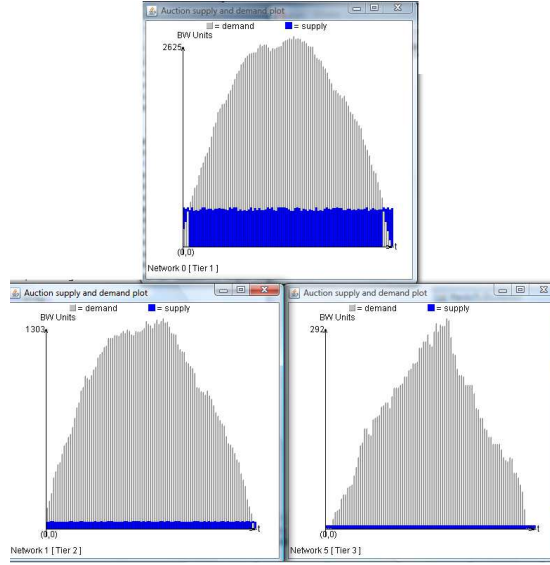 Auction supply and demand plot
= demand = supply
BW Units
2625
(0,0)
t
Network 0 [ Tier 1 ]
Auction supply and demand plot
= demand = supply
BW Units
1303
(0,0)
t
Network 1 [ Tier 2 ]
Auction supply and demand plot
= demand = supply
BW Units
292
(0,0)
t
Network 5 [ Tier 3 ]